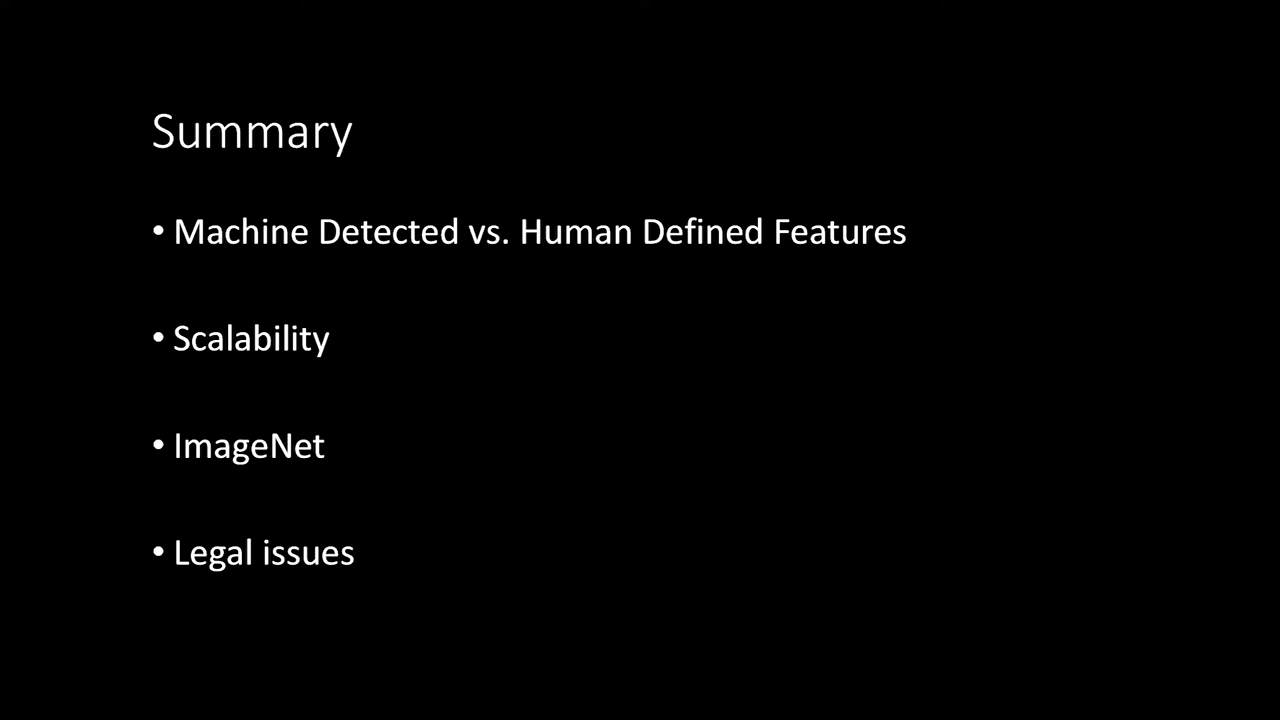 Summary
• Machine Detected vs. Human Defined Features
• Scalability
• ImageNet
• Legal issues